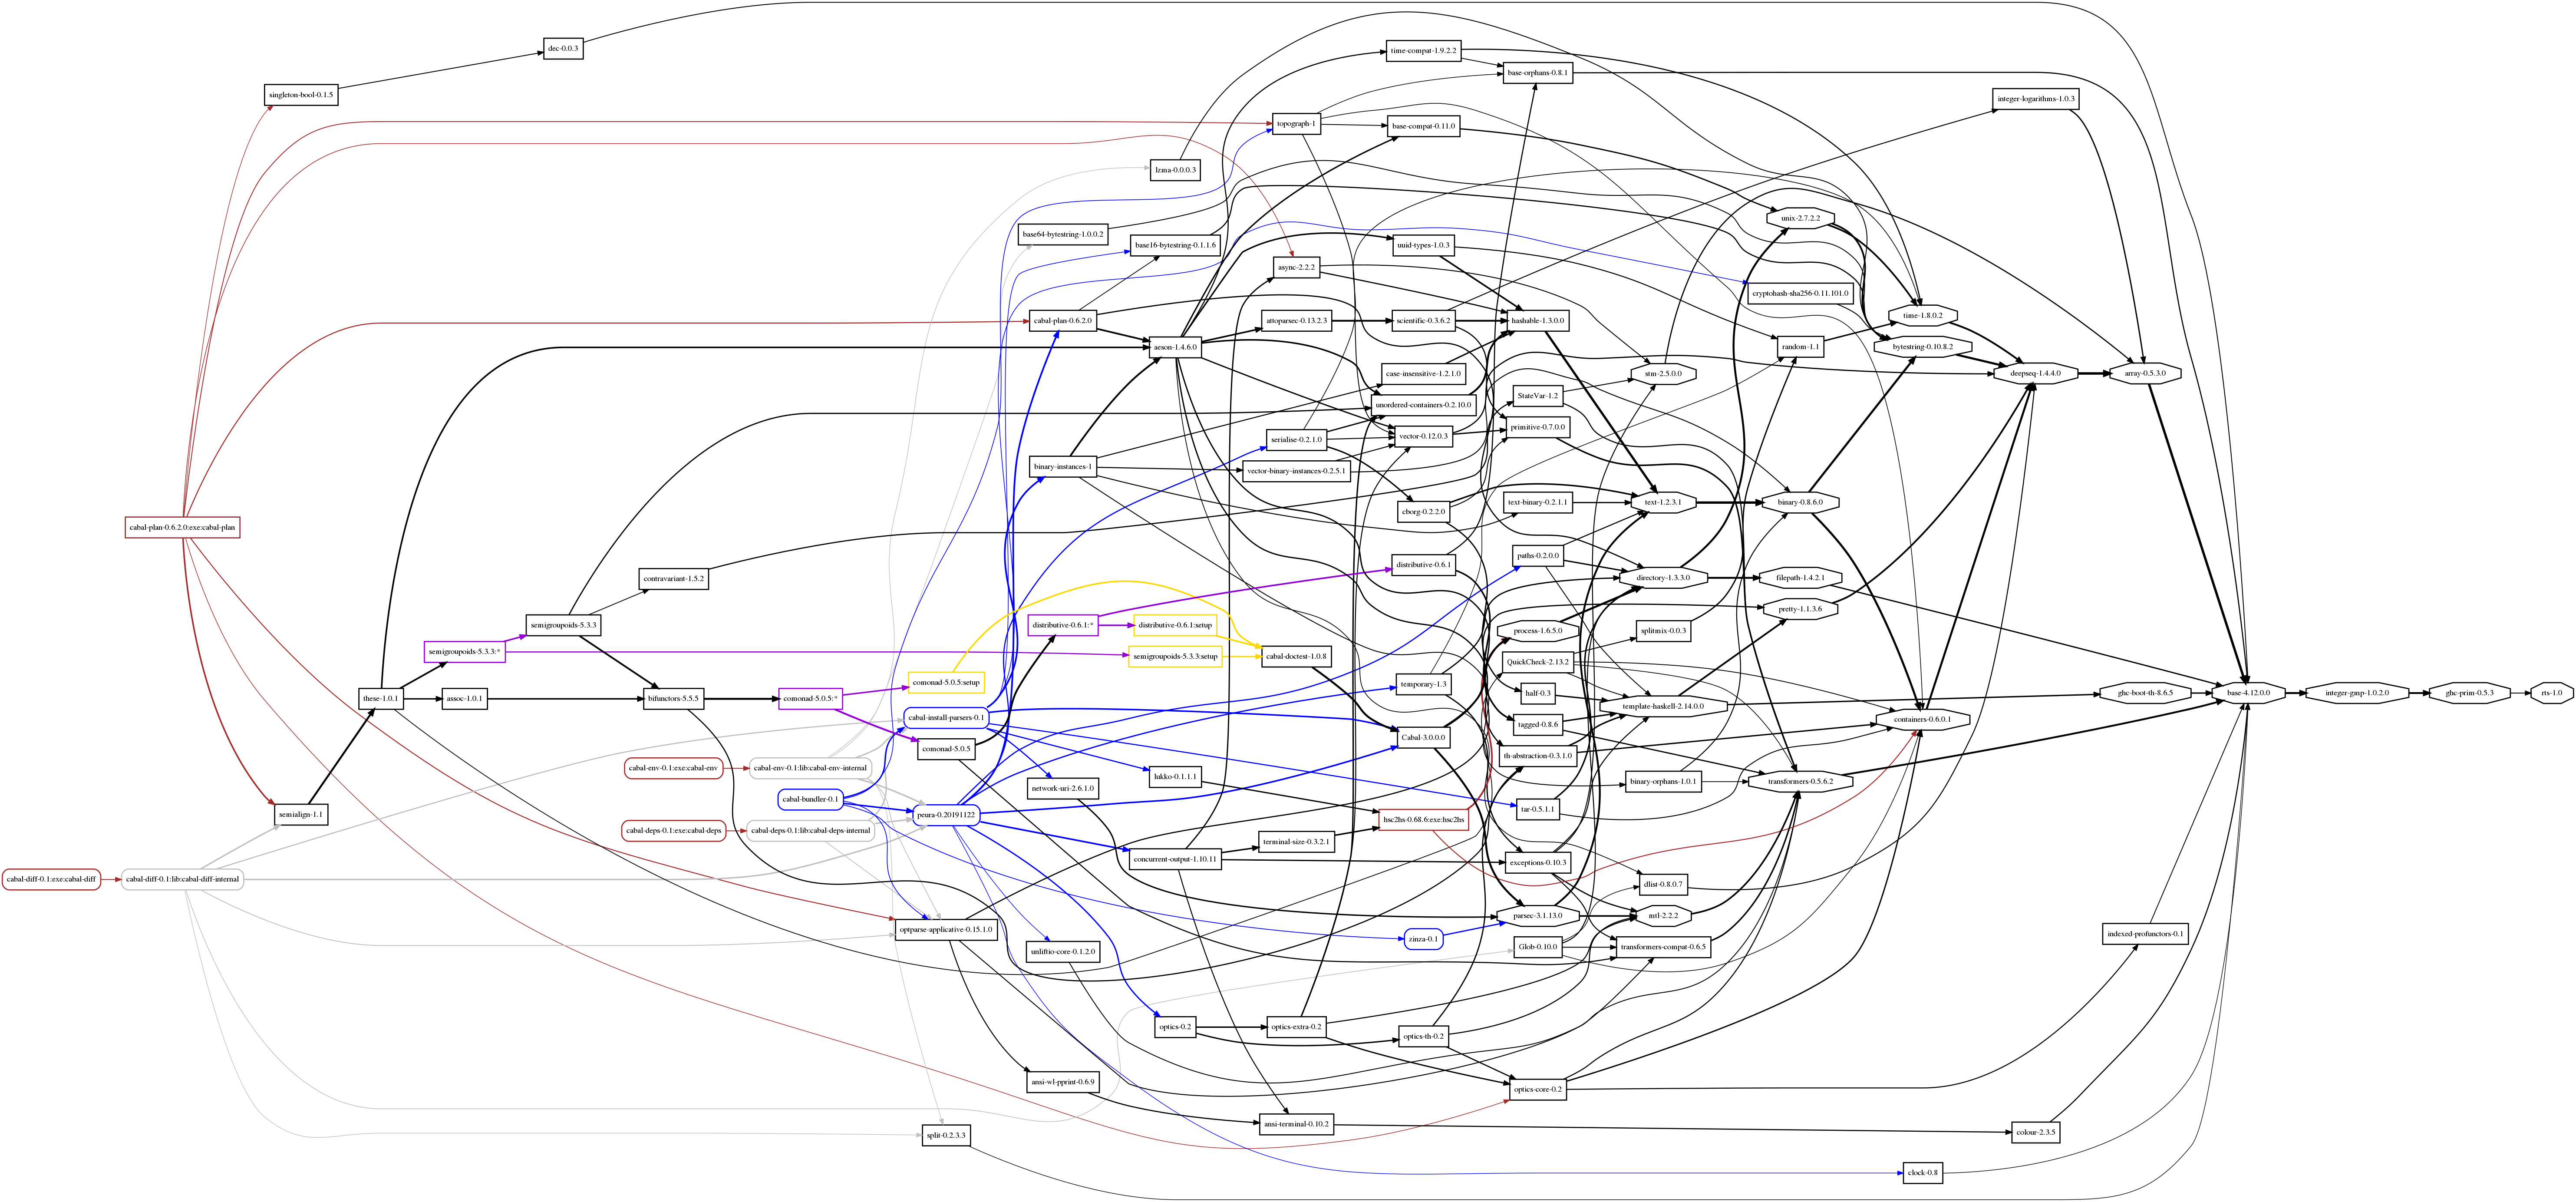 dec-0.0.3
time-compat-1.9.2.2
base-orphans-0.8.1
singleton-bool-0.1.5
integer-logarithms-1.0.3
topograph-1
base-compat-0.11.0
lzma-0.0.0.3
unix-2.7.2.2
base64-bytestring-1.0.0.2
base16-bytestring-0.1.1.6
uuid-types-1.0.3
async-2.2.2
cryptohash-sha256-0.11.101.0
time-1.8.0.2
cabal-plan-0.6.2.0
attoparsec-0.13.2.3
scientific-0.3.6.2
hashable-1.3.0.0
aeson-1.4.6.0
random-1.1
bytestring-0.10.8.2
case-insensitive-1.2.1.0
stm-2.5.0.0
deepseq-1.4.4.0
array-0.5.3.0
StateVar-1.2
unordered-containers-0.2.10.0
primitive-0.7.0.0
serialise-0.2.1.0
vector-0.12.0.3
binary-instances-1
vector-binary-instances-0.2.5.1
text-binary-0.2.1.1
text-1.2.3.1
binary-0.8.6.0
cborg-0.2.2.0
cabal-plan-0.6.2.0:exe:cabal-plan
paths-0.2.0.0
distributive-0.6.1
contravariant-1.5.2
directory-1.3.3.0
filepath-1.4.2.1
pretty-1.1.3.6
semigroupoids-5.3.3
distributive-0.6.1:*
distributive-0.6.1:setup
process-1.6.5.0
splitmix-0.0.3
semigroupoids-5.3.3:*
semigroupoids-5.3.3:setup
cabal-doctest-1.0.8
QuickCheck-2.13.2
comonad-5.0.5:setup
temporary-1.3
half-0.3
these-1.0.1
assoc-1.0.1
bifunctors-5.5.5
comonad-5.0.5:*
template-haskell-2.14.0.0
ghc-boot-th-8.6.5
base-4.12.0.0
integer-gmp-1.0.2.0
ghc-prim-0.5.3
rts-1.0
cabal-install-parsers-0.1
tagged-0.8.6
containers-0.6.0.1
Cabal-3.0.0.0
comonad-5.0.5
th-abstraction-0.3.1.0
cabal-env-0.1:exe:cabal-env
cabal-env-0.1:lib:cabal-env-internal
lukko-0.1.1.1
network-uri-2.6.1.0
binary-orphans-1.0.1
transformers-0.5.6.2
cabal-bundler-0.1
tar-0.5.1.1
semialign-1.1
peura-0.20191122
hsc2hs-0.68.6:exe:hsc2hs
cabal-deps-0.1:exe:cabal-deps
cabal-deps-0.1:lib:cabal-deps-internal
terminal-size-0.3.2.1
concurrent-output-1.10.11
exceptions-0.10.3
cabal-diff-0.1:exe:cabal-diff
cabal-diff-0.1:lib:cabal-diff-internal
dlist-0.8.0.7
parsec-3.1.13.0
mtl-2.2.2
optparse-applicative-0.15.1.0
zinza-0.1
indexed-profunctors-0.1
unliftio-core-0.1.2.0
Glob-0.10.0
transformers-compat-0.6.5
optics-0.2
optics-extra-0.2
optics-th-0.2
ansi-wl-pprint-0.6.9
optics-core-0.2
ansi-terminal-0.10.2
colour-2.3.5
split-0.2.3.3
clock-0.8